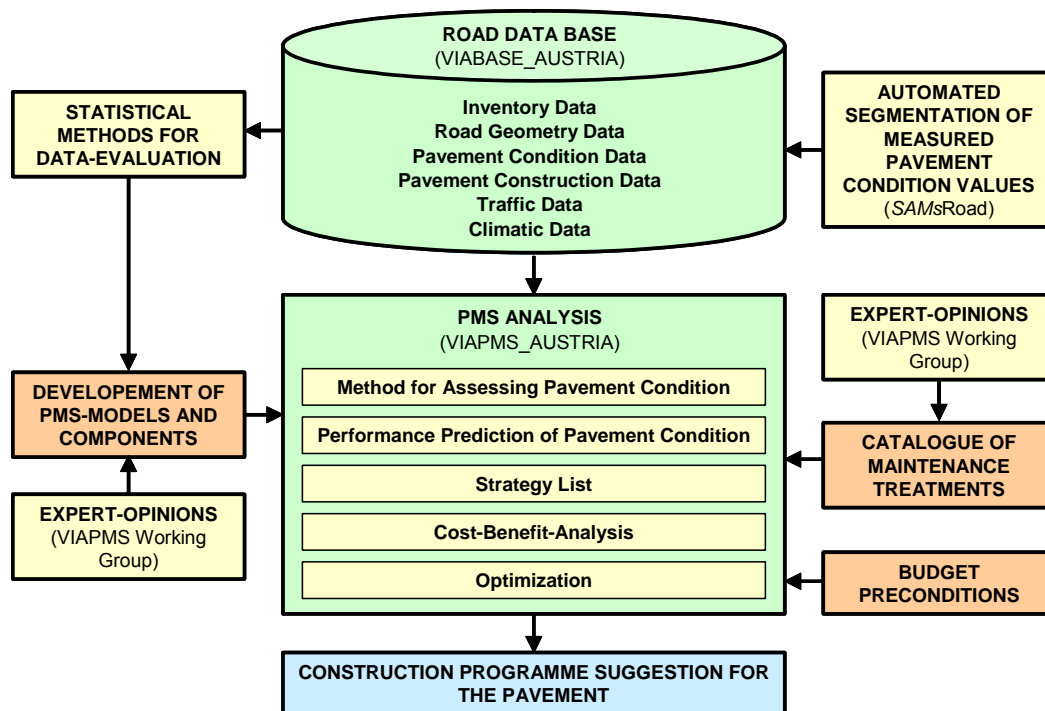 ROAD DATA BASE
(VIABASE_AUSTRIA)
Inventory Data
Road Geometry Data
Pavement Condition Data
Pavement Construction Data
Traffic Data
Climatic Data
STATISTICAL
METHODS FOR
DATA-EVALUATION
AUTOMATED
SEGMENTATION OF
MEASURED
PAVEMENT
CONDITION VALUES
(SAMsRoad)
PMS ANALYSIS
(VIAPMS_AUSTRIA)
Method for Assessing Pavement Condition
Performance Prediction of Pavement Condition
Strategy List
Cost-Benefit-Analysis
Optimization
DEVELOPEMENT OF
PMS-MODELS AND
COMPONENTS
EXPERT-OPINIONS
(VIAPMS Working
Group)
EXPERT-OPINIONS
(VIAPMS Working
Group)
CATALOGUE OF
MAINTENANCE
TREATMENTS
BUDGET
PRECONDITIONS
CONSTRUCTION PROGRAMME SUGGESTION FOR
THE PAVEMENT